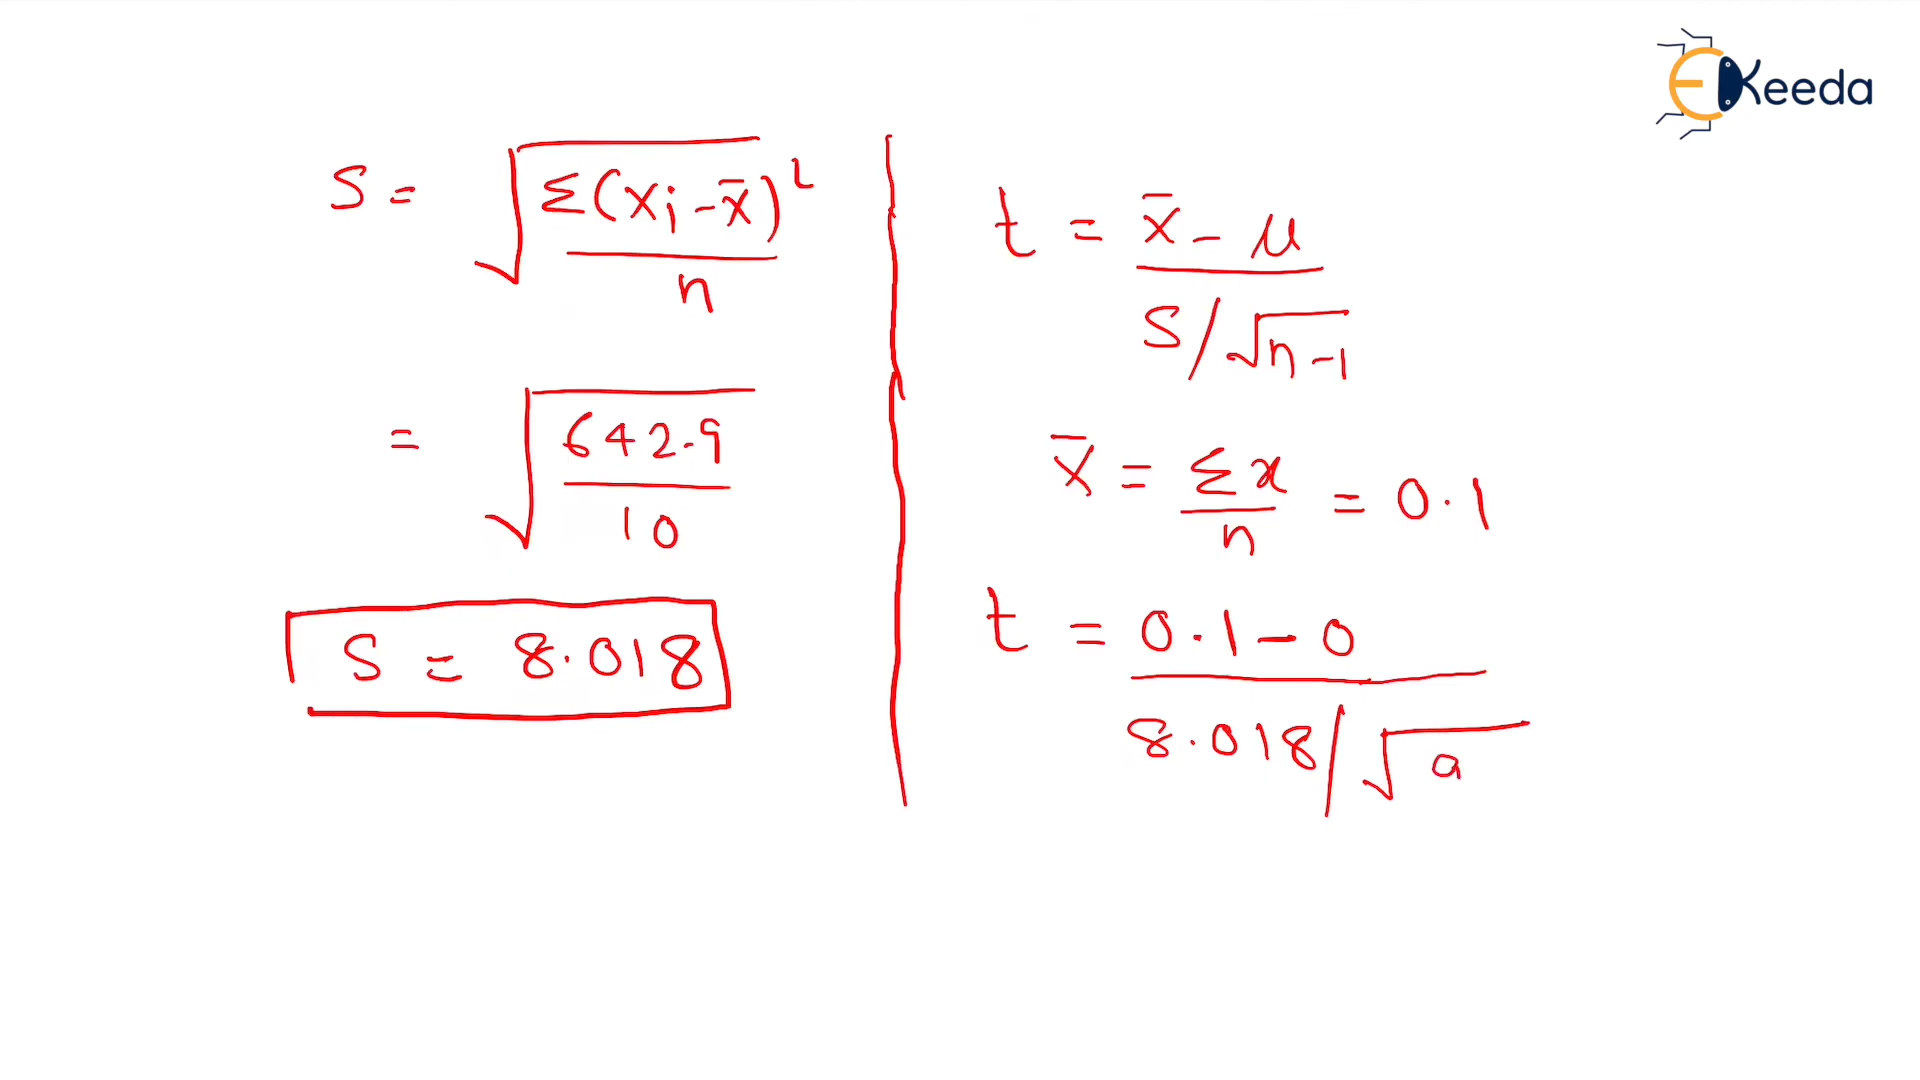 EKeeda
S = √(Σ(xi - x̄)² / n)
= √(642.9 / 10)
S = 8.018
t = (x̄ - μ) / (S/√(n-1))
x̄ = Σx / n = 0.1
t = (0.1 - 0) / (8.018/√9)